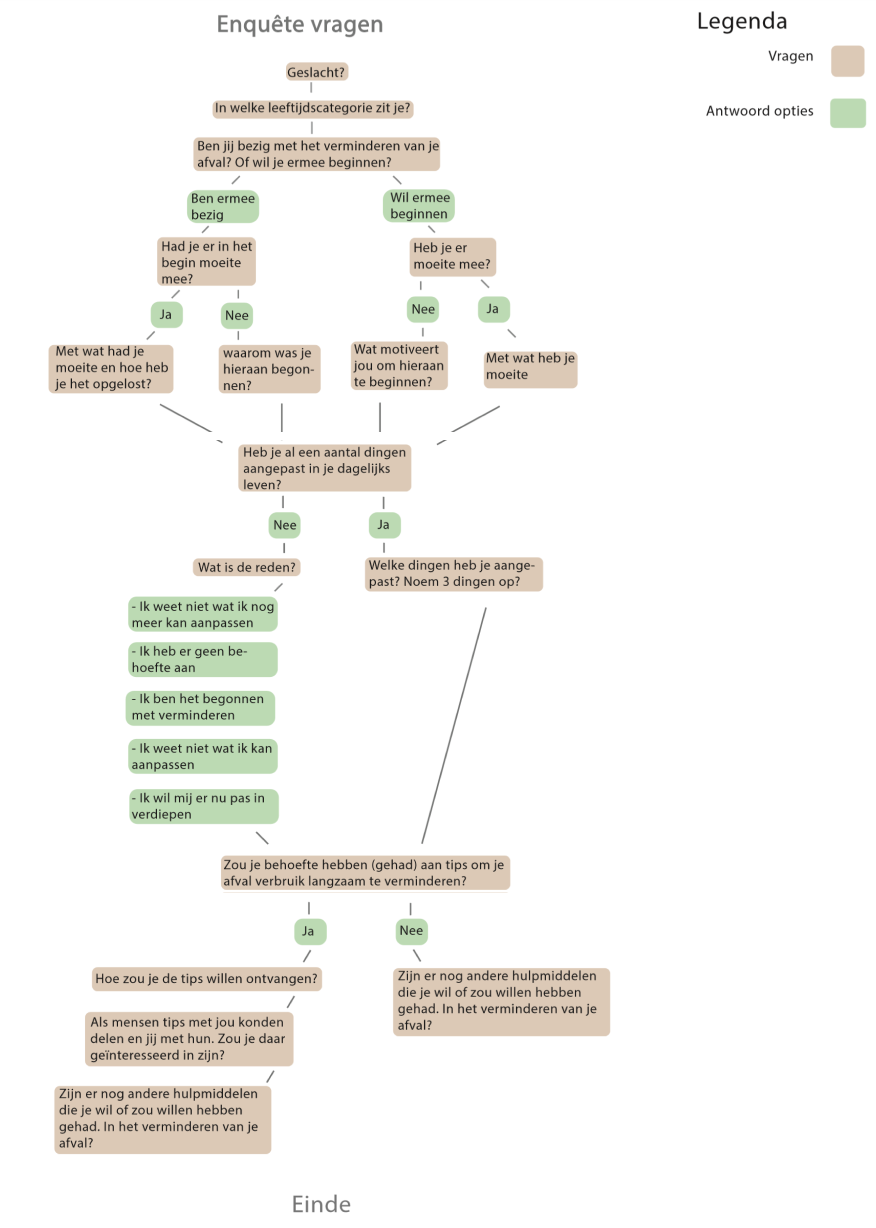 Enquête vragen
Legenda
Vragen
Antwoord opties
Geslacht?
In welke leeftijdscategorie zit je?
Ben jij bezig met het verminderen van je
afval? Of wil je ermee beginnen?
Ben ermee
bezig
Wil ermee
beginnen
Had je er in het
begin moeite
mee?
Heb je er
moeite mee?
Ja
Nee
Nee
Ja
Met wat had je
moeite en hoe heb
je het opgelost?
waarom was je
hieraan begon-
nen?
Wat motiveert
jou om hieraan
te beginnen?
Met wat heb je
moeite
Heb je al een aantal dingen
aangepast in je dagelijks
leven?
Nee
Ja
Wat is de reden?
Welke dingen heb je aange-
past? Noem 3 dingen op?
- Ik weet niet wat ik nog
meer kan aanpassen
- Ik heb er geen be-
hoefte aan
- Ik ben het begonnen
met verminderen
- Ik weet niet wat ik kan
aanpassen
- Ik wil mij er nu pas in
verdiepen
Zou je behoefte hebben (gehad) aan tips om je
afval verbruik langzaam te verminderen?
Ja
Nee
Hoe zou je de tips willen ontvangen?
Zijn er nog andere hulpmiddelen
die je wil of zou willen hebben
gehad. In het verminderen van je
afval?
Als mensen tips met jou konden
delen en jij met hun. Zou je daar
geïnteresseerd in zijn?
Zijn er nog andere hulpmiddelen
die je wil of zou willen hebben
gehad. In het verminderen van je
afval?
Einde